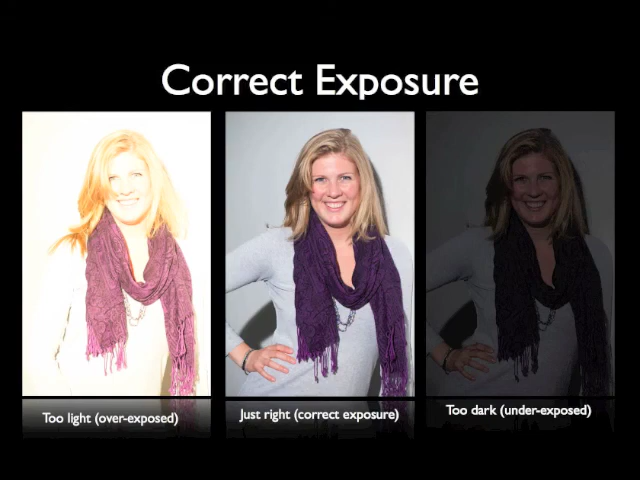 Correct Exposure
Too light (over-exposed)
Just right (correct exposure)
Too dark (under-exposed)